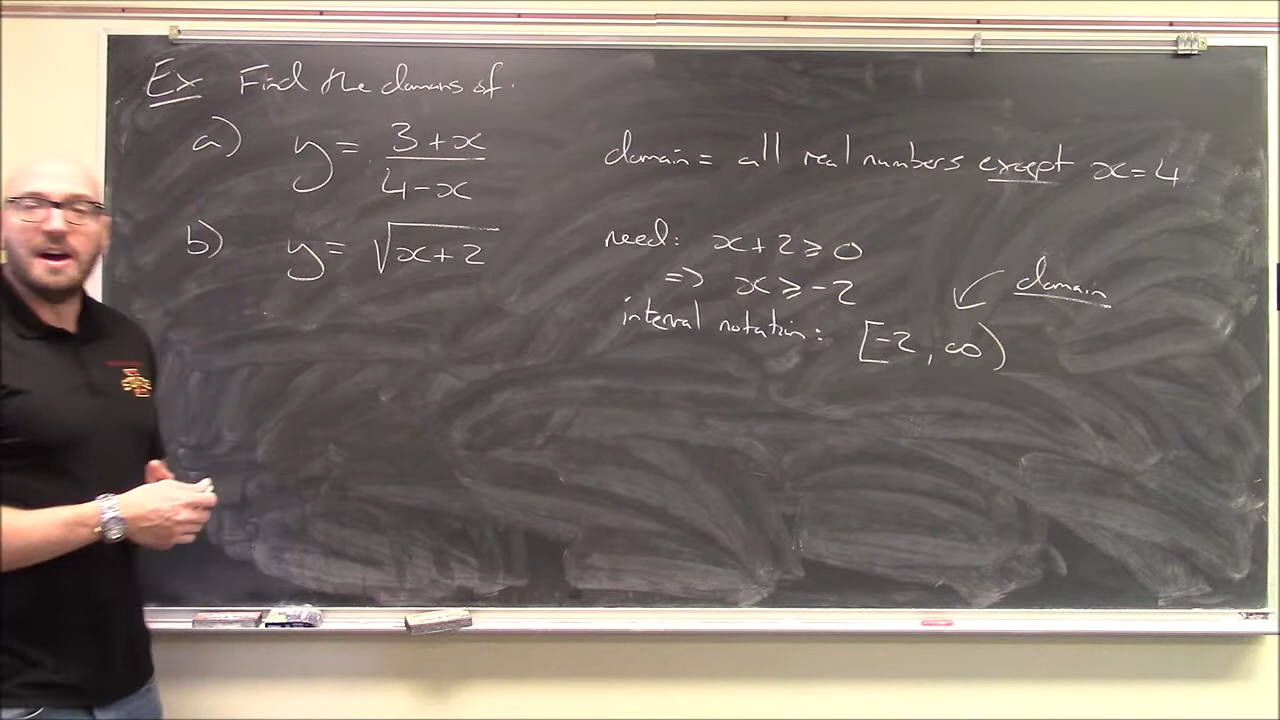 Ex Find the domains of:
a) y = 3+x / 4-x domain = all real numbers except x=4
b) y = √x+2 need: x+2 ≥ 0
=> x ≥ -2 domain
interval notation: [-2, ∞)